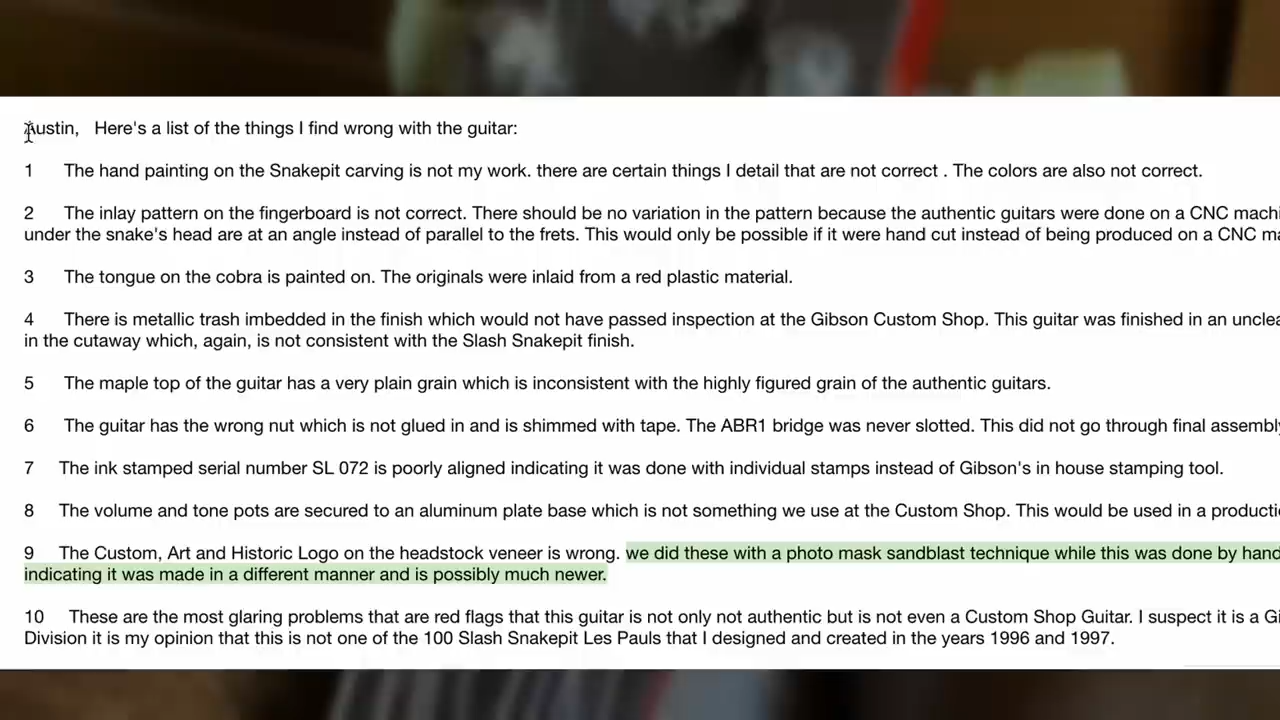 Austin, Here's a list of the things I find wrong with the guitar:
1 The hand painting on the Snakepit carving is not my work. there are certain things I detail that are not correct . The colors are also not correct.
2 The inlay pattern on the fingerboard is not correct. There should be no variation in the pattern because the authentic guitars were done on a CNC
under the snake's head are at an angle instead of parallel to the frets. This would only be possible if it were hand cut instead of being produced on a CNC
3 The tongue on the cobra is painted on. The originals were inlaid from a red plastic material.
4 There is metallic trash imbedded in the finish which would not have passed inspection at the Gibson Custom Shop. This guitar was finished in an
in the cutaway which, again, is not consistent with the Slash Snakepit finish.
5 The maple top of the guitar has a very plain grain which is inconsistent with the highly figured grain of the authentic guitars.
6 The guitar has the wrong nut which is not glued in and is shimmed with tape. The ABR1 bridge was never slotted. This did not go through final assembly
7 The ink stamped serial number SL 072 is poorly aligned indicating it was done with individual stamps instead of Gibson's in house stamping tool.
8 The volume and tone pots are secured to an aluminum plate base which is not something we use at the Custom Shop. This would be used in a
9 The Custom, Art and Historic Logo on the headstock veneer is wrong. we did these with a photo mask sandblast technique while this was done by hand
indicating it was made in a different manner and is possibly much newer.
10 These are the most glaring problems that are red flags that this guitar is not only not authentic but is not even a Custom Shop Guitar. I suspect it is a
Division it is my opinion that this is not one of the 100 Slash Snakepit Les Pauls that I designed and created in the years 1996 and 1997.